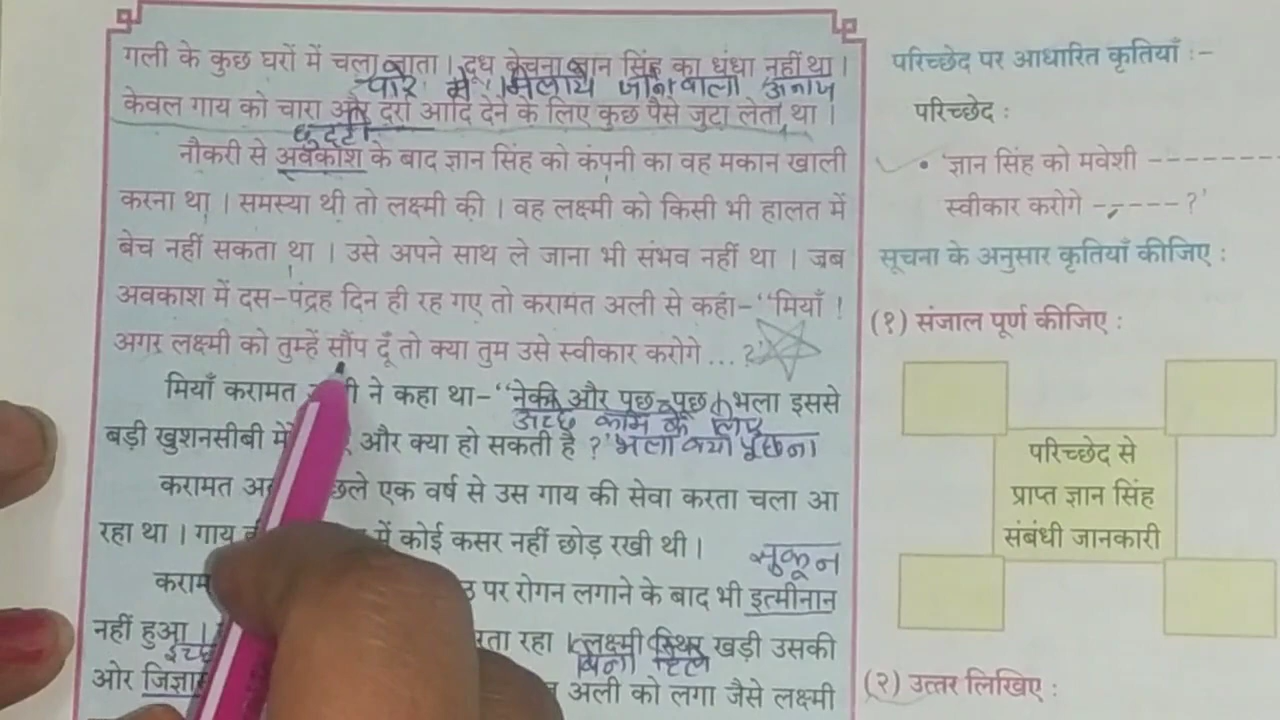 गली के कुछ घरों में चला जाता । दूध बेचना ज्ञान सिंह का धंधा नहीं था ।
चारे में मिलाये जानेवाला अनाज
केवल गाय को चारा और दर्रा आदि देने के लिए कुछ पैसे जुटा लेता था ।
छुट्टी
नौकरी से अवकाश के बाद ज्ञान सिंह को कंपनी का वह मकान खाली
करना था । समस्या थी तो लक्ष्मी की । वह लक्ष्मी को किसी भी हालत में
बेच नहीं सकता था । उसे अपने साथ ले जाना भी संभव नहीं था । जब
अवकाश में दस-पंद्रह दिन ही रह गए तो करामत अली से कहा-‘‘मियाँ !
अगर लक्ष्मी को तुम्हें सौंप दूँ तो क्या तुम उसे स्वीकार करोगे ...?’’
मियाँ करामत ने कहा था-‘‘नेकी और पूछ-पूछ । भला इससे
अच्छे काम के लिए
बड़ी खुशनसीबी और क्या हो सकती है ?’’ भला क्या पूछना
करामत एक वर्ष से उस गाय की सेवा करता चला आ
रहा था । गाय में कोई कसर नहीं छोड़ रखी थी ।
सुकून
पर रोगन लगाने के बाद भी इत्मीनान
नहीं हुआ । रहा । लक्ष्मी स्थिर खड़ी उसकी
बिना हिले
ओर अली को लगा जैसे लक्ष्मी
परिच्छेद पर आधारित कृतियाँ :-
परिच्छेद :
• ‘ज्ञान सिंह को मवेशी -------
स्वीकार करोगे ------?’
सूचना के अनुसार कृतियाँ कीजिए :
(१) संजाल पूर्ण कीजिए :
परिच्छेद से
प्राप्त ज्ञान सिंह
संबंधी जानकारी
(२) उत्तर लिखिए :